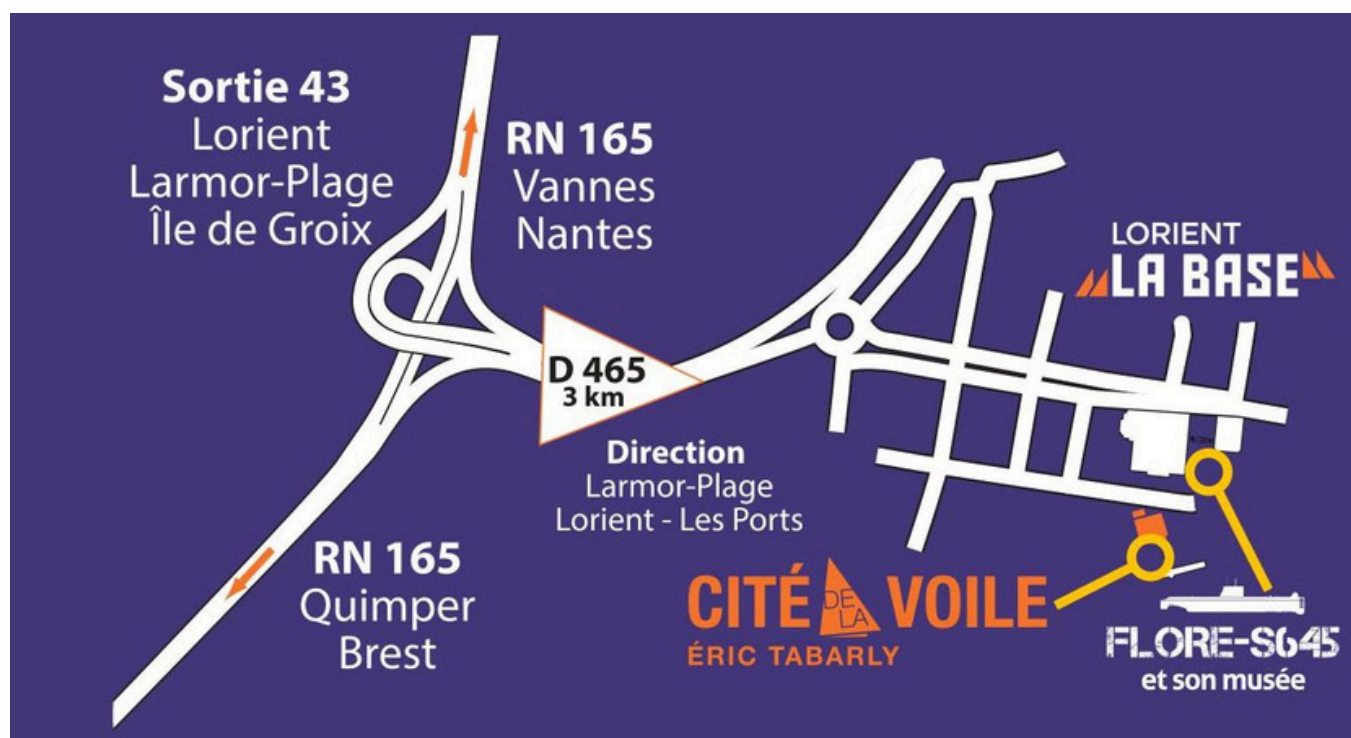 Sortie 43
Lorient
Larmor-Plage
Île de Groix
RN 165
Vannes
Nantes
LORIENT
LA BASE
D 465
3 km
Direction
Larmor-Plage
Lorient - Les Ports
RN 165
Quimper
Brest
CITÉ DE LA VOILE
ÉRIC TABARLY
FLORE-S645
et son musée